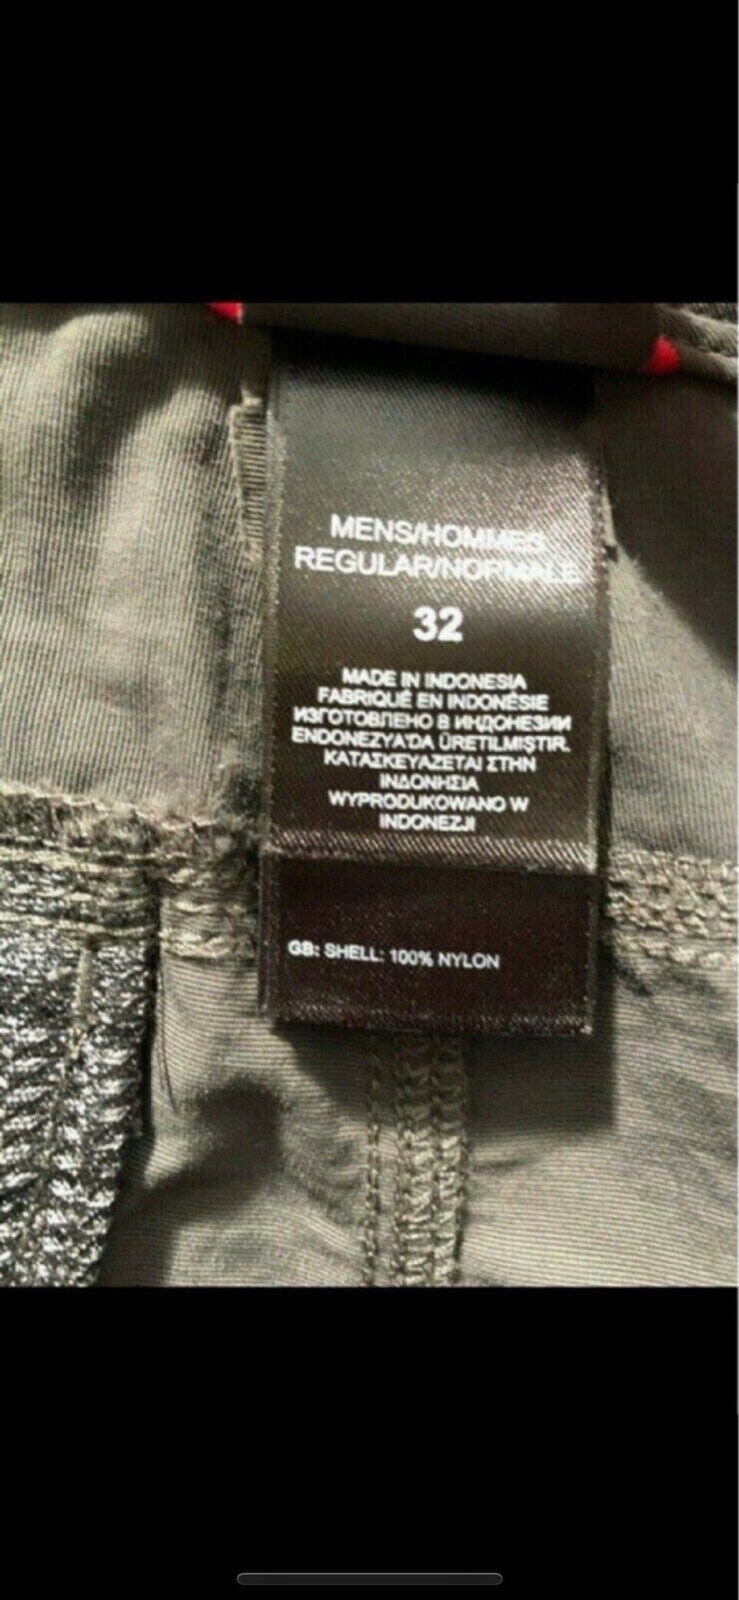 MENS/HOMMES
REGULAR/NORMALE
32
MADE IN INDONESIA
FABRIQUÉ EN INDONÉSIE
ИЗГОТОВЛЕНО В ИНДОНЕЗИИ
ENDONEZYA'DA ÜRETILMIŞTIR.
ΚΑΤΑΣΚΕΥΑΖΕΤΑΙ ΣΤΗΝ
ΙΝΔΟΝΗΣΙΑ
WYPRODUKOWANO W
INDONEZJI
GB: SHELL: 100% NYLON